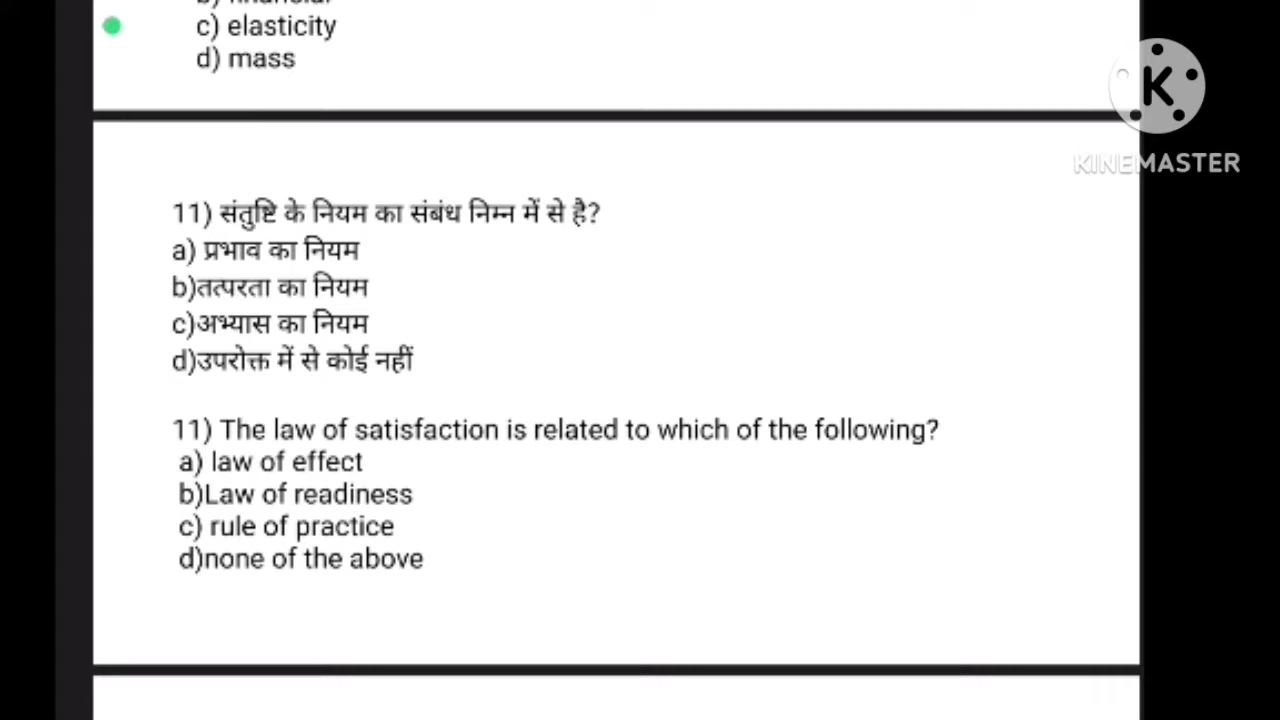 c) elasticity
d) mass
K
KINEMASTER
11) संतुष्टि के नियम का संबंध निम्न में से है?
a) प्रभाव का नियम
b)तत्परता का नियम
c)अभ्यास का नियम
d)उपरोक्त में से कोई नहीं
11) The law of satisfaction is related to which of the following?
a) law of effect
b)Law of readiness
c) rule of practice
d)none of the above